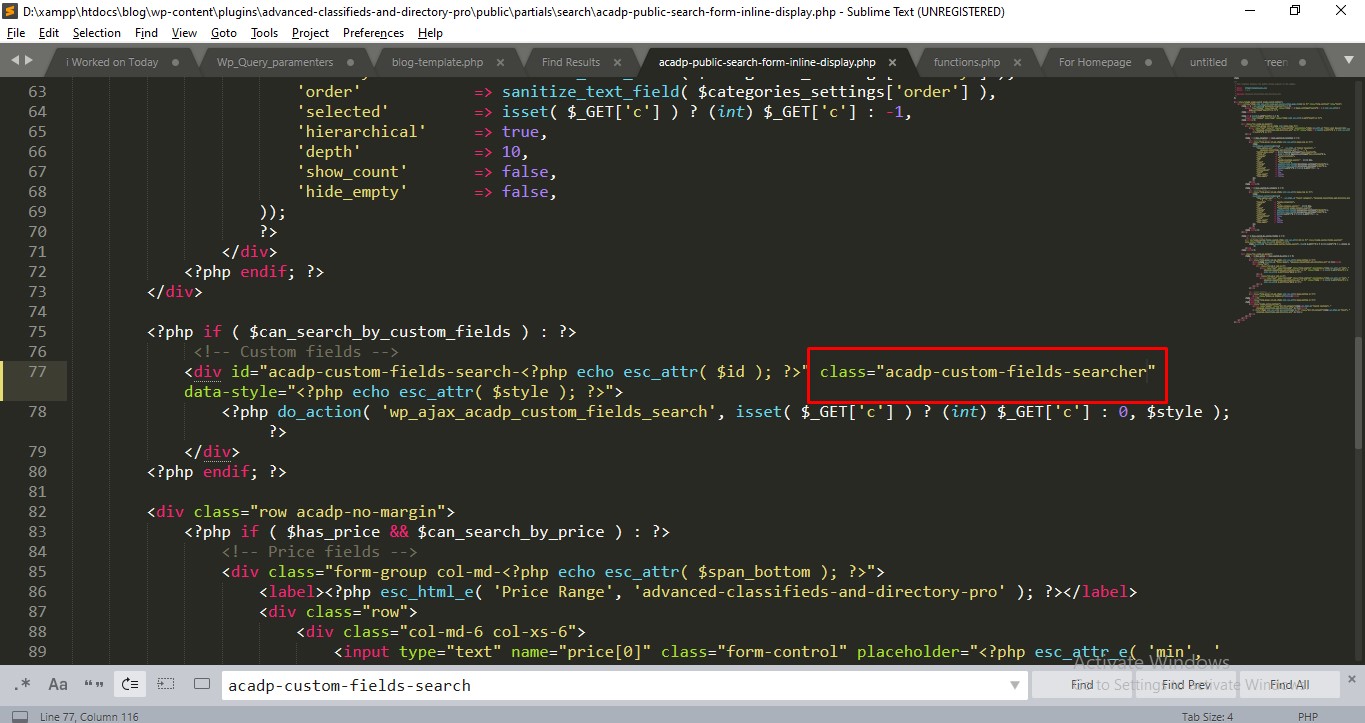 D:\xampp\htdocs\blog\wp-content\plugins\advanced-classifieds-and-directory-pro\public\partials\search\acadp-public-search-form-inline-display.php - Sublime Text (UNREGISTERED)
File Edit Selection Find View Goto Tools Project Preferences Help
i Worked on Today Wp_Query_paramenters blog-template.php Find Results acadp-public-search-form-inline-display.php functions.php For Homepage untitled reen
63 'order' => sanitize_text_field( $categories_settings['order'] ),
64 'selected' => isset( $_GET['c'] ) ? (int) $_GET['c'] : -1,
65 'hierarchical' => true,
66 'depth' => 10,
67 'show_count' => false,
68 'hide_empty' => false,
69 ));
70 ?>
71 </div>
72 <?php endif; ?>
73 </div>
74
75 <?php if ( $can_search_by_custom_fields ) : ?>
76 <!-- Custom fields -->
77 <div id="acadp-custom-fields-search-<?php echo esc_attr( $id ); ?>" class="acadp-custom-fields-searcher"
data-style="<?php echo esc_attr( $style ); ?>">
78 <?php do_action( 'wp_ajax_acadp_custom_fields_search', isset( $_GET['c'] ) ? (int) $_GET['c'] : 0, $style );
?>
79 </div>
80 <?php endif; ?>
81
82 <div class="row acadp-no-margin">
83 <?php if ( $has_price && $can_search_by_price ) : ?>
84 <!-- Price fields -->
85 <div class="form-group col-md-<?php echo esc_attr( $span_bottom ); ?>">
86 <label><?php esc_html_e( 'Price Range', 'advanced-classifieds-and-directory-pro' ); ?></label>
87 <div class="row">
88 <div class="col-md-6 col-xs-6">
89 <input type="text" name="price[0]" class="form-control" placeholder="<?php esc_attr_e( 'min', '
Activate Windows
Go to Settings to activate Windows.
.* Aa “” acadp-custom-fields-search Find Find Prev Find All
Line 77, Column 116 Tab Size: 4 PHP